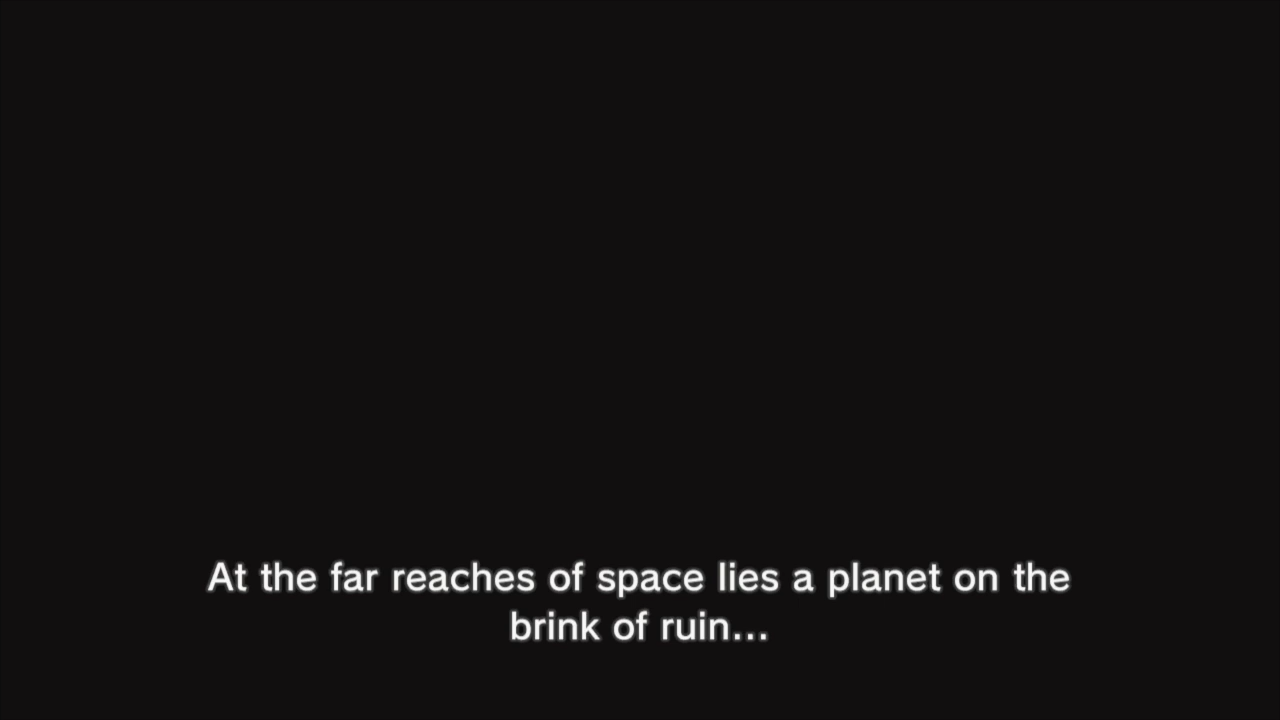 At the far reaches of space lies a planet on the
brink of ruin...